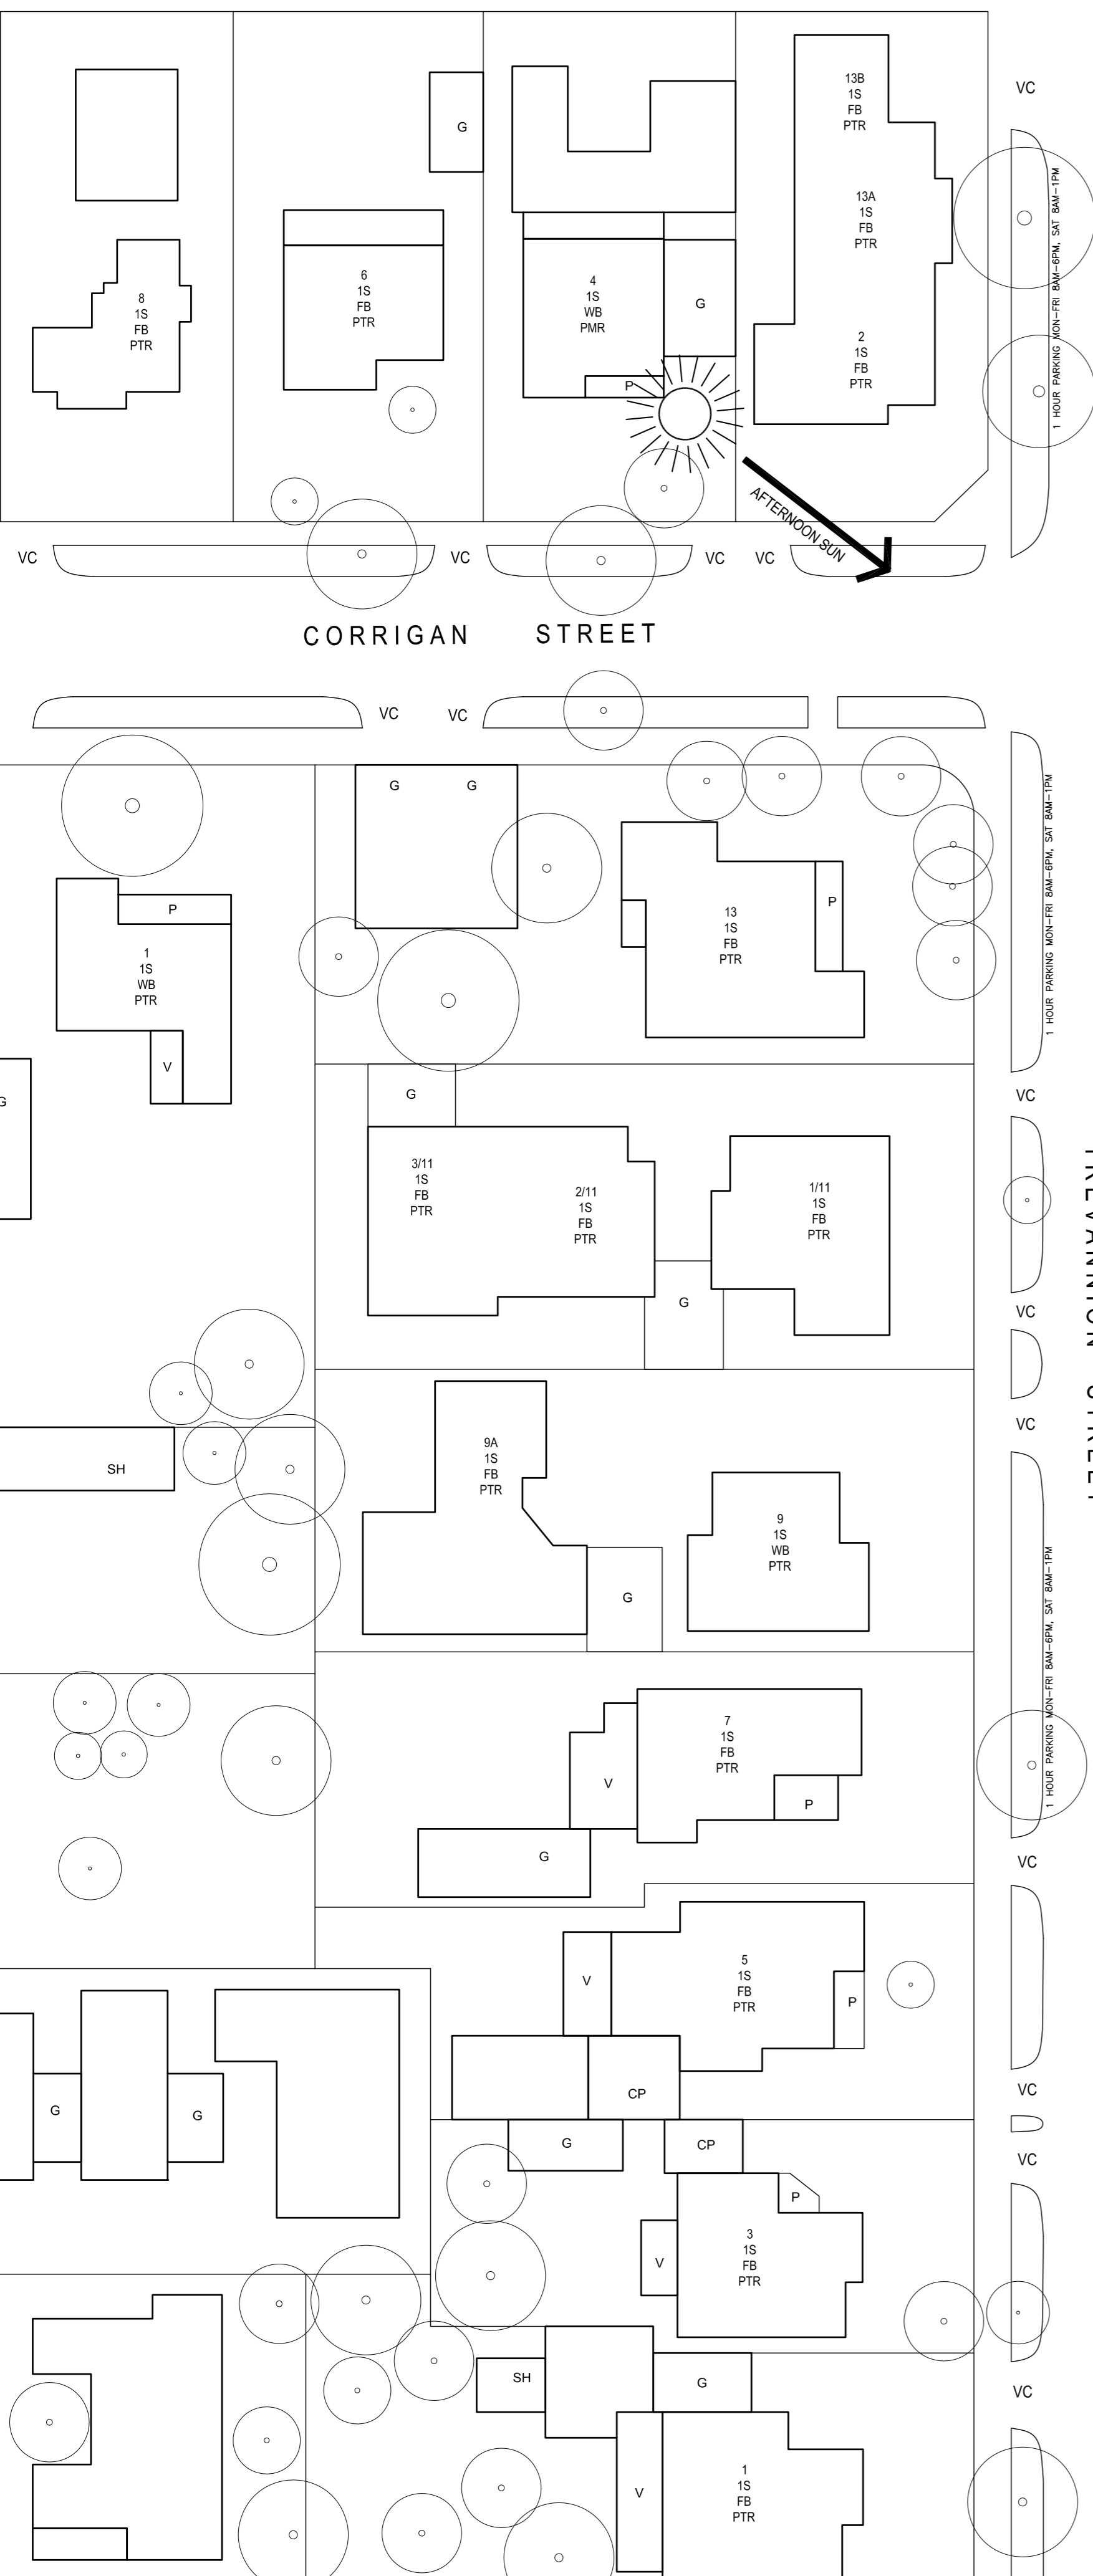 VC
13B
1S
FB
PTR
G
13A
1S
FB
PTR
1 HOUR PARKING MON-FRI 8AM-6PM, SAT 8AM-1PM
8
1S
FB
PTR
6
1S
FB
PTR
4
1S
WB
PMR
G
P
2
1S
FB
PTR
AFTERNOON SUN
VC
VC
VC
VC
CORRIGAN STREET
VC
VC
G
G
1 HOUR PARKING MON-FRI 8AM-6PM, SAT 8AM-1PM
P
1
1S
WB
PTR
V
G
13
1S
FB
PTR
P
VC
G
3/11
1S
FB
PTR
2/11
1S
FB
PTR
1/11
1S
FB
PTR
G
VC
VC
SH
9A
1S
FB
PTR
9
1S
WB
PTR
G
1 HOUR PARKING MON-FRI 8AM-6PM, SAT 8AM-1PM
7
1S
FB
PTR
V
P
G
VC
5
1S
FB
PTR
V
P
CP
VC
G
G
G
CP
VC
P
3
1S
FB
PTR
V
SH
G
VC
1
1S
FB
PTR
V